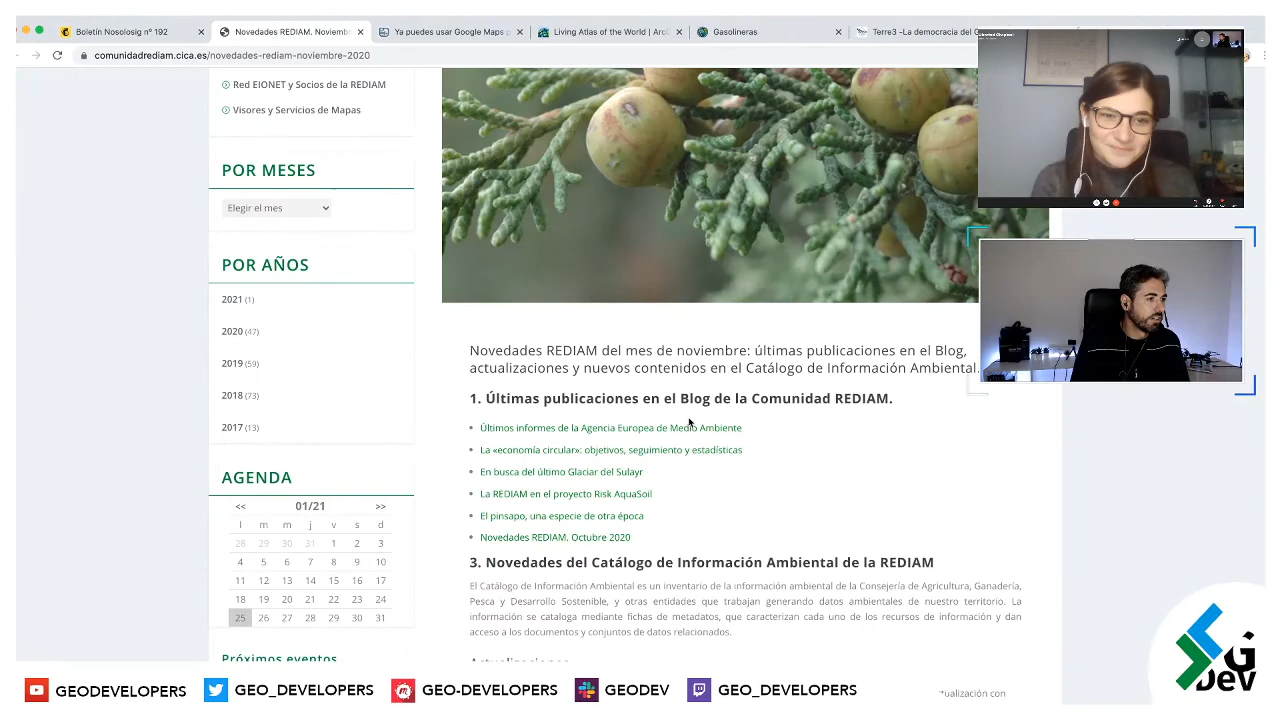 Boletín Nosolosig nº 192
Novedades REDIAM. Noviemb
Ya puedes usar Google Maps p
Living Atlas of the World | Arc
Gasolineras
Terre3 -La democracia del G
comunidadrediam.cica.es/novedades-rediam-noviembre-2020
Red EIONET y Socios de la REDIAM
Visores y Servicios de Mapas
POR MESES
Elegir el mes
POR AÑOS
2021 (1)
2020 (47)
2019 (59)
2018 (73)
2017 (13)
AGENDA
<< 01/21 >>
l m m j v s d
28 29 30 31 1 2 3
4 5 6 7 8 9 10
11 12 13 14 15 16 17
18 19 20 21 22 23 24
25 26 27 28 29 30 31
Próximos eventos
Novedades REDIAM del mes de noviembre: últimas publicaciones en el Blog,
actualizaciones y nuevos contenidos en el Catálogo de Información Ambiental.
1. Últimas publicaciones en el Blog de la Comunidad REDIAM.
Últimos informes de la Agencia Europea de Medio Ambiente
La «economía circular»: objetivos, seguimiento y estadísticas
En busca del último Glaciar del Sulayr
La REDIAM en el proyecto Risk AquaSoil
El pinsapo, una especie de otra época
Novedades REDIAM. Octubre 2020
3. Novedades del Catálogo de Información Ambiental de la REDIAM
El Catálogo de Información Ambiental es un inventario de la información ambiental de la Consejería de Agricultura, Ganadería,
Pesca y Desarrollo Sostenible, y otras entidades que trabajan generando datos ambientales de nuestro territorio. La
información se cataloga mediante fichas de metadatos, que caracterizan cada uno de los recursos de información y dan
acceso a los documentos y conjuntos de datos relacionados.
Actualizaciones
tualización con
GEODEVELOPERS
GEO_DEVELOPERS
GEO-DEVELOPERS
GEODEV
GEO_DEVELOPERS
G
Dev